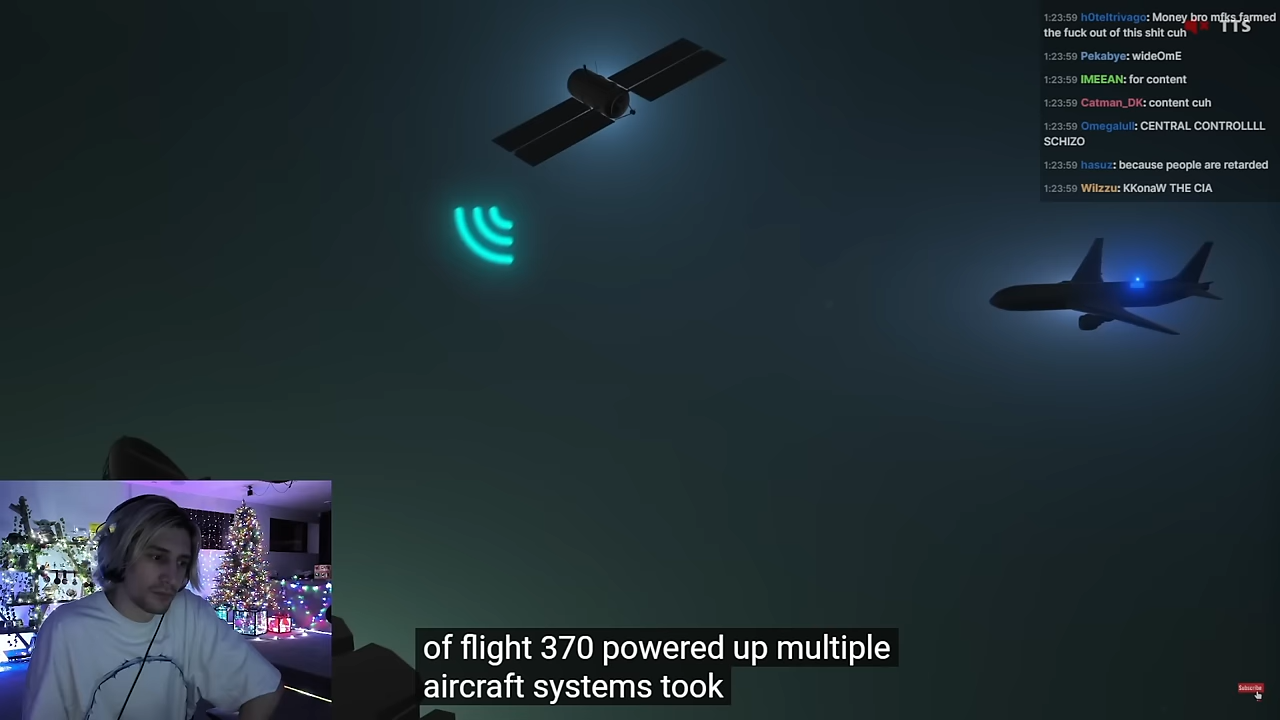 1:23:59 h0teltrivago: Money bro mfks farmed
the fuck out of this shit cuh
TTS
1:23:59 Pekabye: wideOmE
1:23:59 IMEEAN: for content
1:23:59 Catman_DK: content cuh
1:23:59 Omegalull: CENTRAL CONTROLLLL
SCHIZO
1:23:59 hasuz: because people are retarded
1:23:59 Wilzzu: KKonaW THE CIA
of flight 370 powered up multiple
aircraft systems took
Subscribe